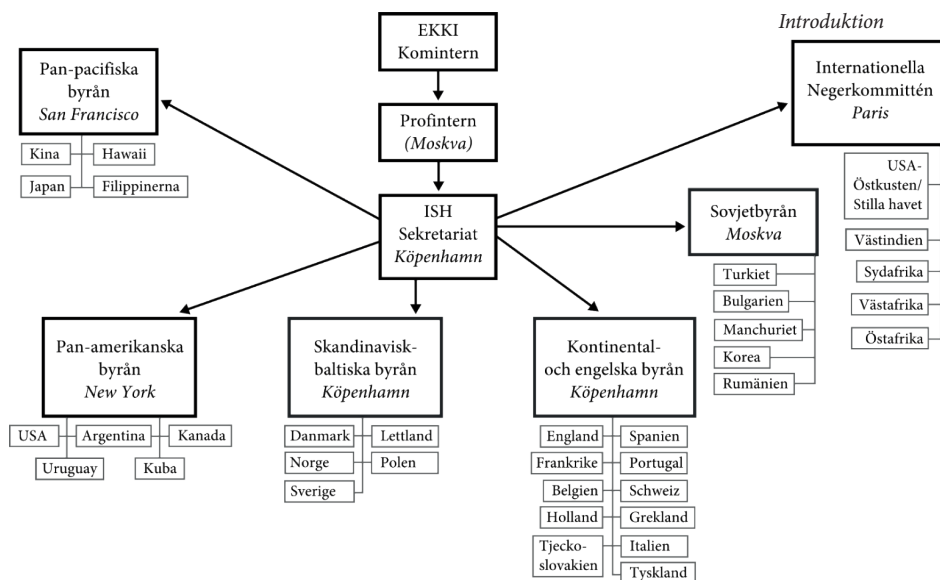 Introduktion
EKKI
Komintern
Profintern
(Moskva)
ISH
Sekretariat
Köpenhamn
Pan-pacifiska
byrån
San Francisco
Kina
Hawaii
Japan
Filippinerna
Internationella
Negerkommittén
Paris
USA-
Östkusten/
Stilla havet
Västindien
Sydafrika
Västafrika
Östafrika
Sovjetbyrån
Moskva
Turkiet
Bulgarien
Manchuriet
Korea
Rumänien
Pan-amerikanska
byrån
New York
USA
Argentina
Kanada
Uruguay
Kuba
Skandinavisk-
baltiska byrån
Köpenhamn
Danmark
Lettland
Norge
Polen
Sverige
Kontinental-
och engelska byrån
Köpenhamn
England
Spanien
Frankrike
Portugal
Belgien
Schweiz
Holland
Grekland
Tjecko-
slovakien
Italien
Tyskland